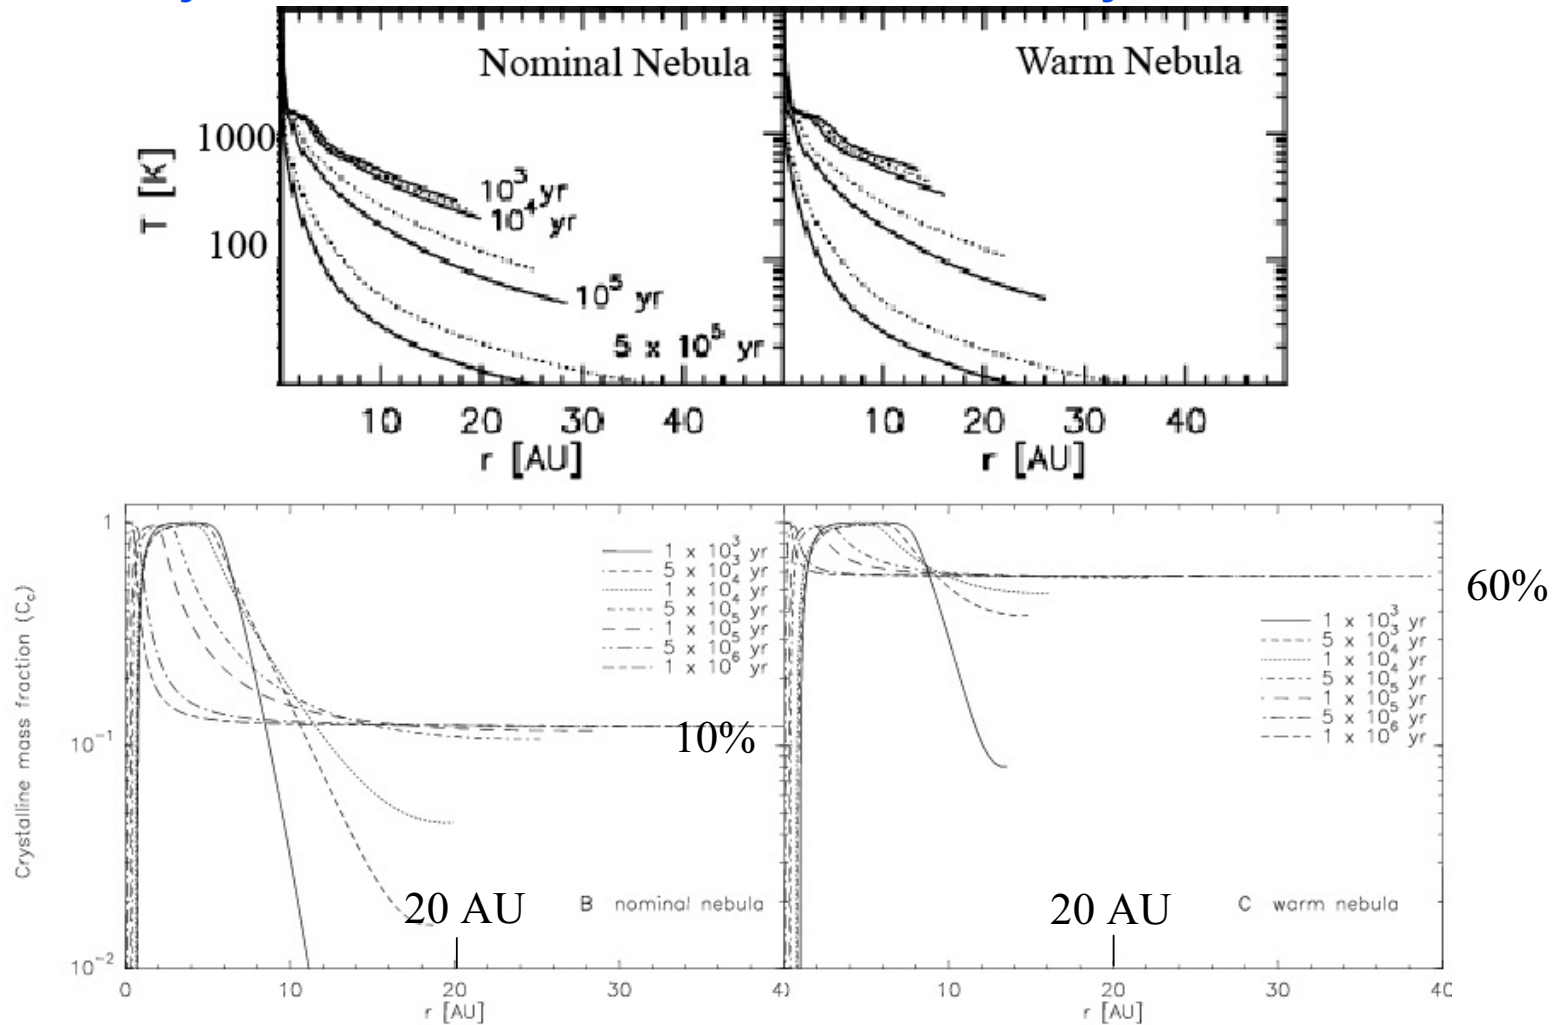 Nominal Nebula
Warm Nebula
T [K]
1000
100
10³ yr
10⁴ yr
10⁵ yr
5 x 10⁵ yr
10 20 30 40
r [AU]
10 20 30 40
r [AU]
Crystalline mass fraction (C_c)
1
10⁻¹
10⁻²
1 x 10³ yr
5 x 10³ yr
1 x 10⁴ yr
5 x 10⁴ yr
1 x 10⁵ yr
5 x 10⁵ yr
1 x 10⁶ yr
10%
20 AU
B nominal nebula
0 10 20 30
r [AU]
1 x 10³ yr
5 x 10³ yr
1 x 10⁴ yr
5 x 10⁴ yr
1 x 10⁵ yr
5 x 10⁵ yr
1 x 10⁶ yr
60%
20 AU
C warm nebula
10 20 30 40
r [AU]